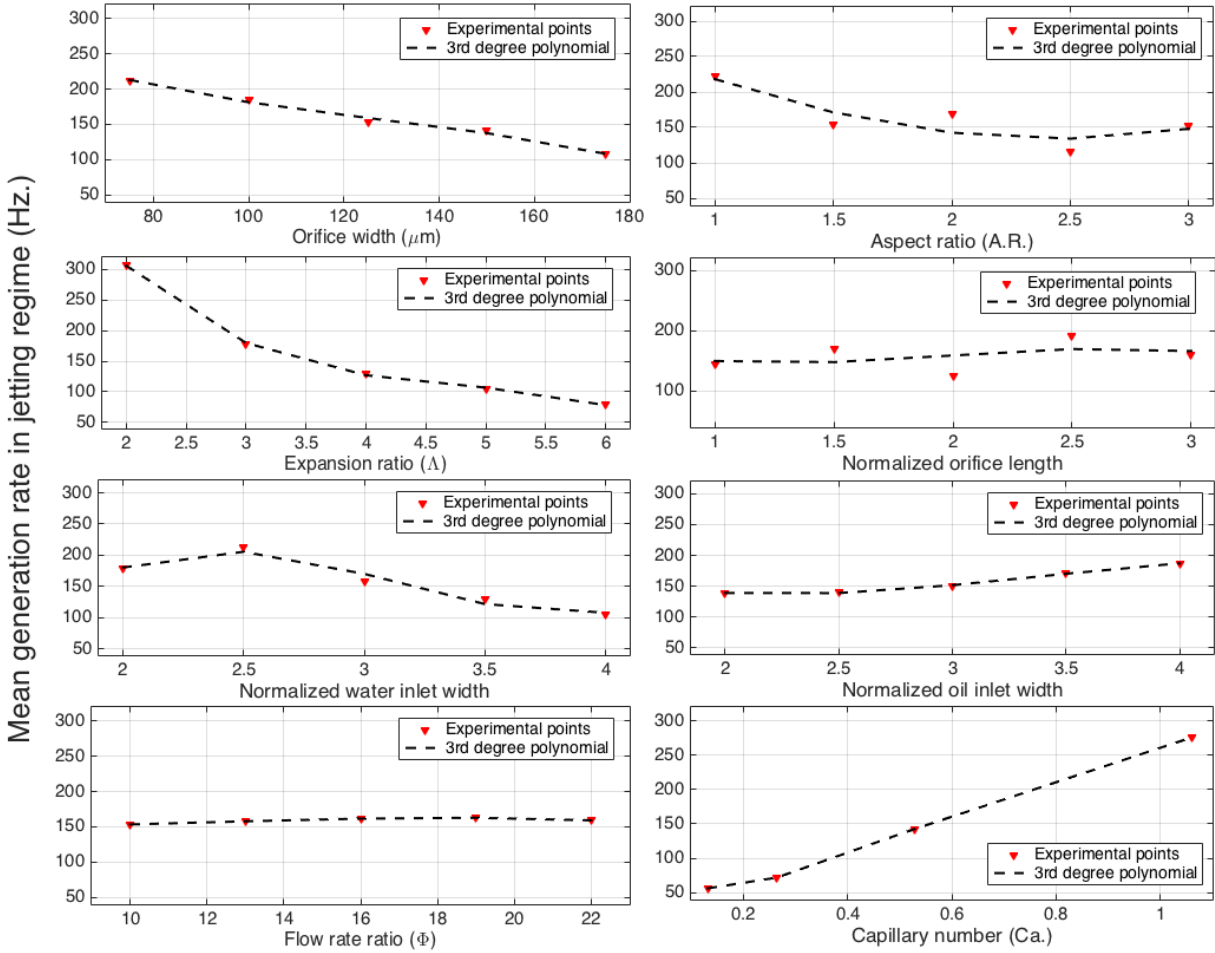 Mean generation rate in jetting regime (Hz.)
300
250
200
150
100
50
Experimental points
3rd degree polynomial
80 100 120 140 160 180
Orifice width (μm)
300
250
200
150
100
50
Experimental points
3rd degree polynomial
1 1.5 2 2.5 3
Aspect ratio (A.R.)
300
250
200
150
100
50
Experimental points
3rd degree polynomial
2 2.5 3 3.5 4 4.5 5 5.5 6
Expansion ratio (Λ)
300
200
100
Experimental points
3rd degree polynomial
1 1.5 2 2.5 3
Normalized orifice length
300
250
200
150
100
50
Experimental points
3rd degree polynomial
2 2.5 3 3.5 4
Normalized water inlet width
300
250
200
150
100
50
Experimental points
3rd degree polynomial
2 2.5 3 3.5 4
Normalized oil inlet width
300
250
200
150
100
50
Experimental points
3rd degree polynomial
10 12 14 16 18 20 22
Flow rate ratio (Φ)
300
250
200
150
100
50
Experimental points
3rd degree polynomial
0.2 0.4 0.6 0.8 1
Capillary number (Ca.)